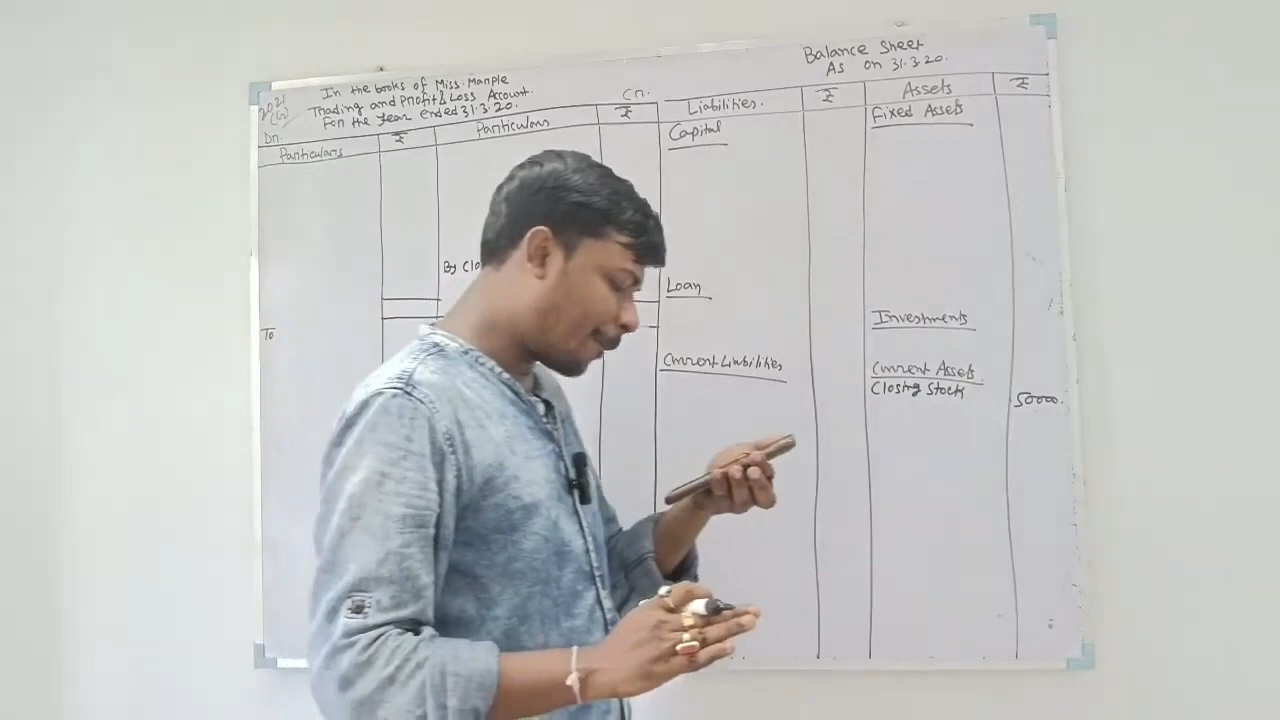 2021
In the books of Miss. Mample
Trading and Profit & Loss Account.
For the Year ended 31.3.20.
Dr.
Cr.
Particulars
₹
Particulars
₹
By Clo
To
Balance Sheet
As on 31.3.20.
Liabilities.
₹
Assets
₹
Capital
Loan
Current Liabilities
Fixed Assets
Investments
Current Assets.
Closing Stock
50000.